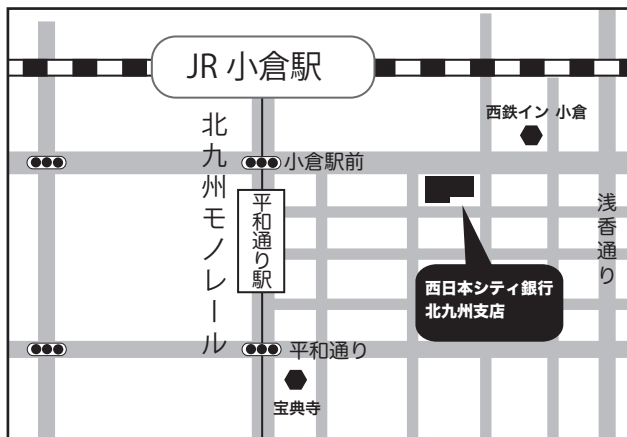 JR 小倉駅
西鉄イン 小倉
小倉駅前
北九州モノレール
平和通り駅
浅香通り
西日本シティ銀行
北九州支店
平和通り
宝典寺